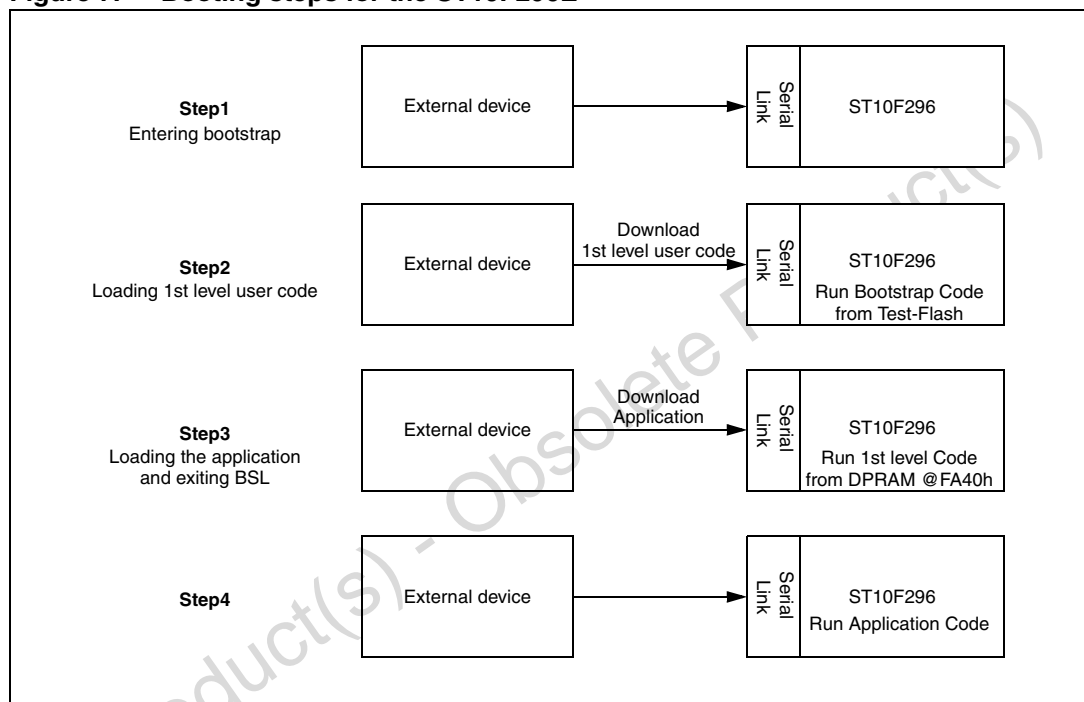 Step1
Entering bootstrap
External device
Serial
Link
ST10F296
Step2
Loading 1st level user code
External device
Download
1st level user code
Serial
Link
ST10F296
Run Bootstrap Code
from Test-Flash
Step3
Loading the application
and exiting BSL
External device
Download
Application
Serial
Link
ST10F296
Run 1st level Code
from DPRAM @FA40h
Step4
External device
Serial
Link
ST10F296
Run Application Code
oduct(s) - Obsolete P uct(s)